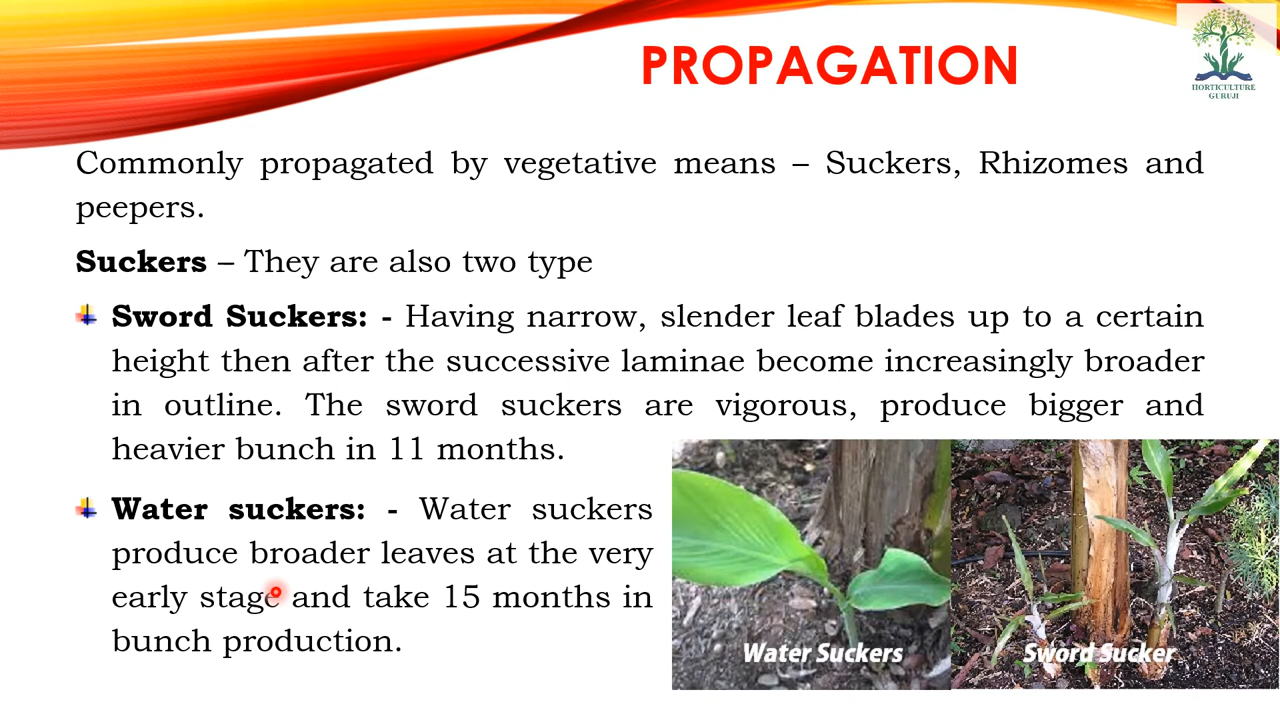 PROPAGATION
HORTICULTURE
GURUJI
Commonly propagated by vegetative means – Suckers, Rhizomes and
peepers.
Suckers – They are also two type
Sword Suckers: - Having narrow, slender leaf blades up to a certain
height then after the successive laminae become increasingly broader
in outline. The sword suckers are vigorous, produce bigger and
heavier bunch in 11 months.
Water suckers: - Water suckers
produce broader leaves at the very
early stage and take 15 months in
bunch production.
Water Suckers
Sword Sucker